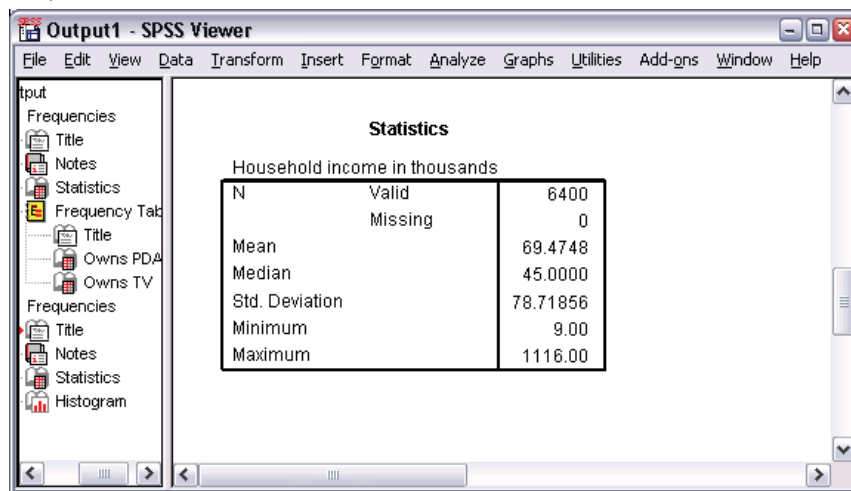 Output1 - SPSS Viewer
File Edit View Data Transform Insert Format Analyze Graphs Utilities Add-ons Window Help
tput
Frequencies
Title
Notes
Statistics
Frequency Tab
Title
Owns PDA
Owns TV
Frequencies
Title
Notes
Statistics
Histogram
Statistics
Household income in thousands
N Valid 6400
Missing 0
Mean 69.4748
Median 45.0000
Std. Deviation 78.71856
Minimum 9.00
Maximum 1116.00